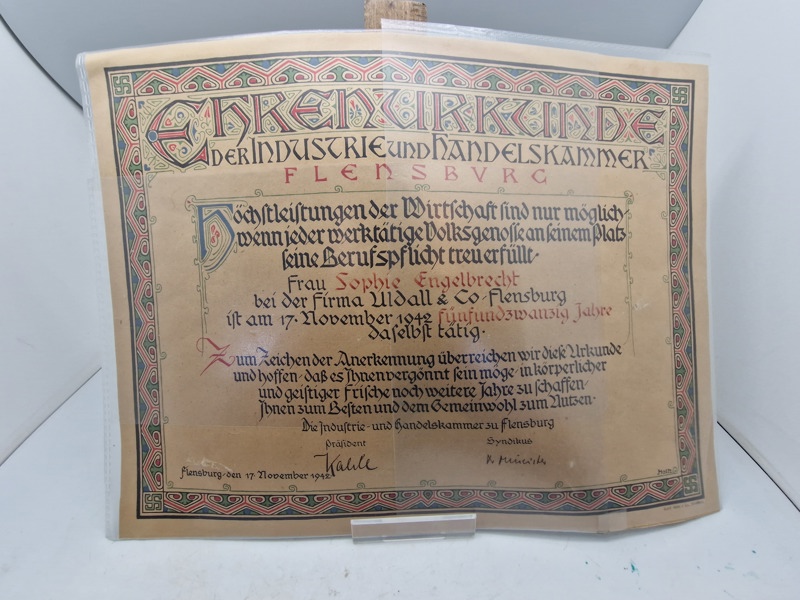 EHRENURKUNDE
DER INDUSTRIE UND HANDELSKAMMER
FLENSBVRG
Höchstleistungen der Wirtschaft sind nur möglich,
wenn jeder werktätige Volksgenosse an seinem Platz
seine Berufspflicht treu erfüllt.
Frau Sophie Engelbrecht
bei der Firma Uldall & Co-Flensburg
ist am 17. November 1942 fünfundzwanzig Jahre
daselbst tätig.
Zum Zeichen der Anerkennung überreichen wir diese Urkunde
und hoffen, daß es Ihnen vergönnt sein möge, in körperlicher
und geistiger Frische noch weitere Jahre zu schaffen,
Ihnen zum Besten und dem Gemeinwohl zum Nutzen.
Die Industrie- und Handelskammer zu Flensburg
Präsident Syndikus
Flensburg, den 17. November 1942